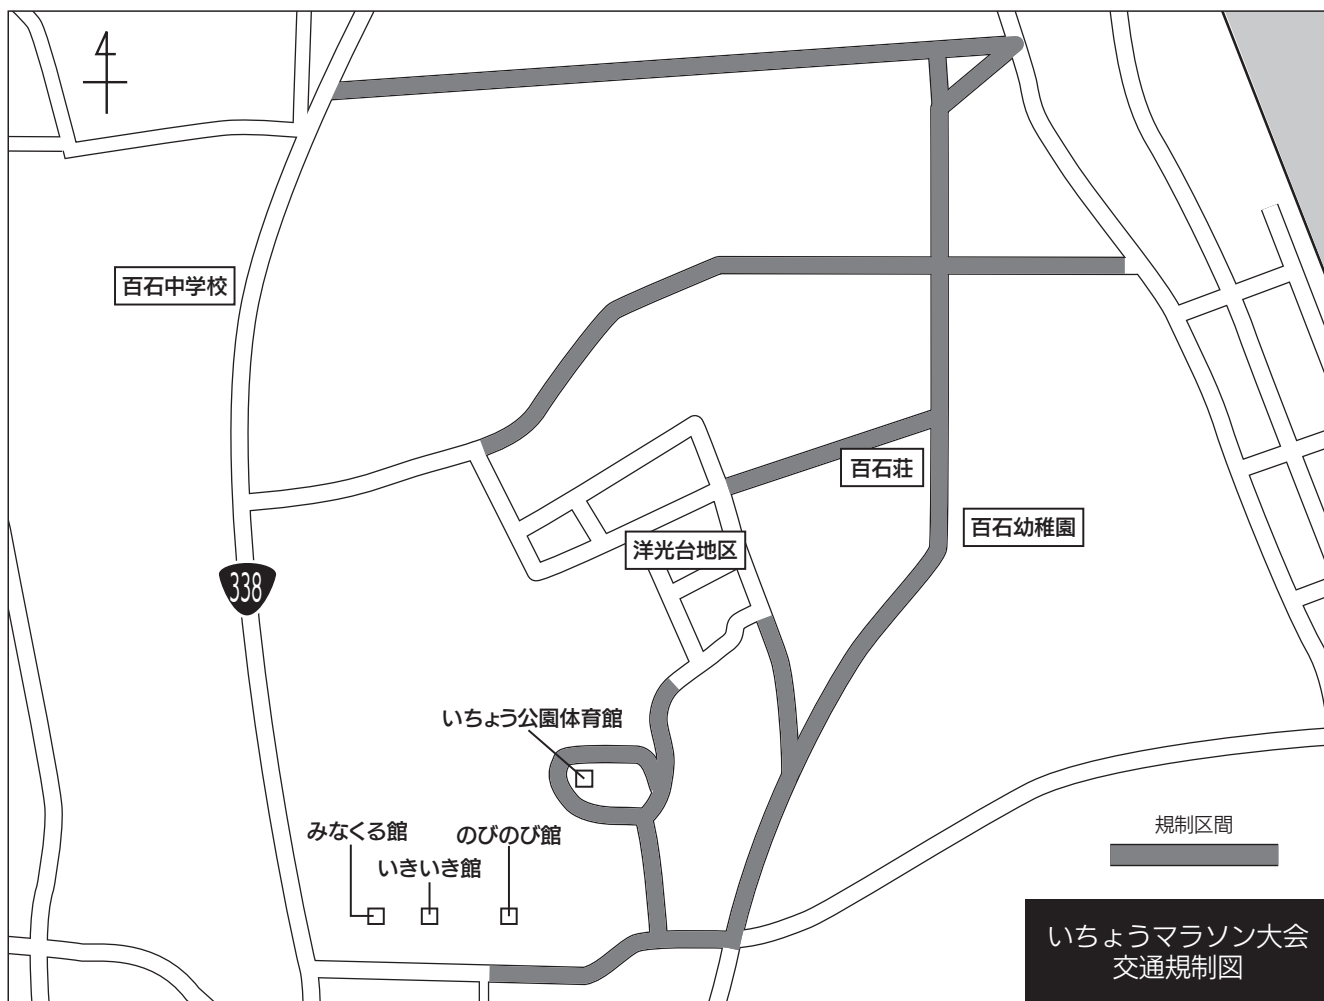 百石中学校
百石荘
百石幼稚園
洋光台地区
338
いちょう公園体育館
みなくる館
いきいき館
のびのび館
規制区間
いちょうマラソン大会
交通規制図